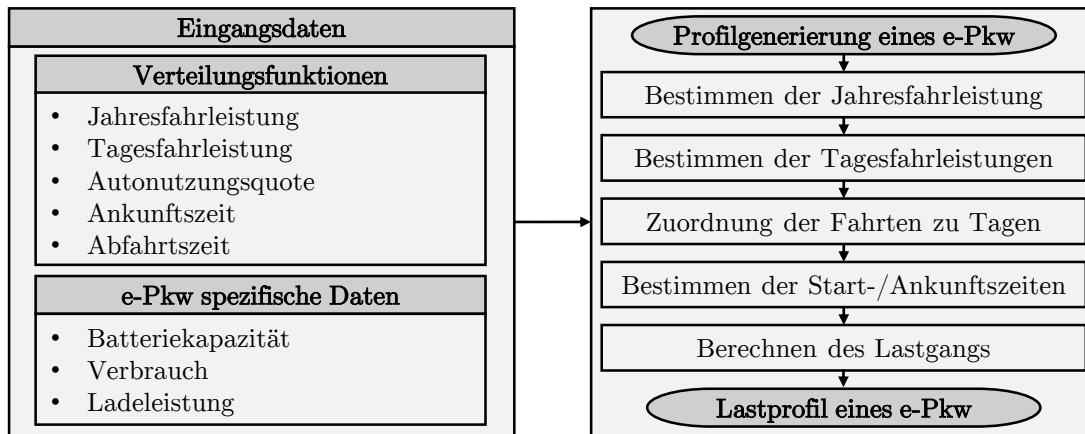 Eingangsdaten
Verteilungsfunktionen
• Jahresfahrleistung
• Tagesfahrleistung
• Autonutzungsquote
• Ankunftszeit
• Abfahrtszeit
e-Pkw spezifische Daten
• Batteriekapazität
• Verbrauch
• Ladeleistung
Profilgenerierung eines e-Pkw
Bestimmen der Jahresfahrleistung
Bestimmen der Tagesfahrleistungen
Zuordnung der Fahrten zu Tagen
Bestimmen der Start-/Ankunftszeiten
Berechnen des Lastgangs
Lastprofil eines e-Pkw